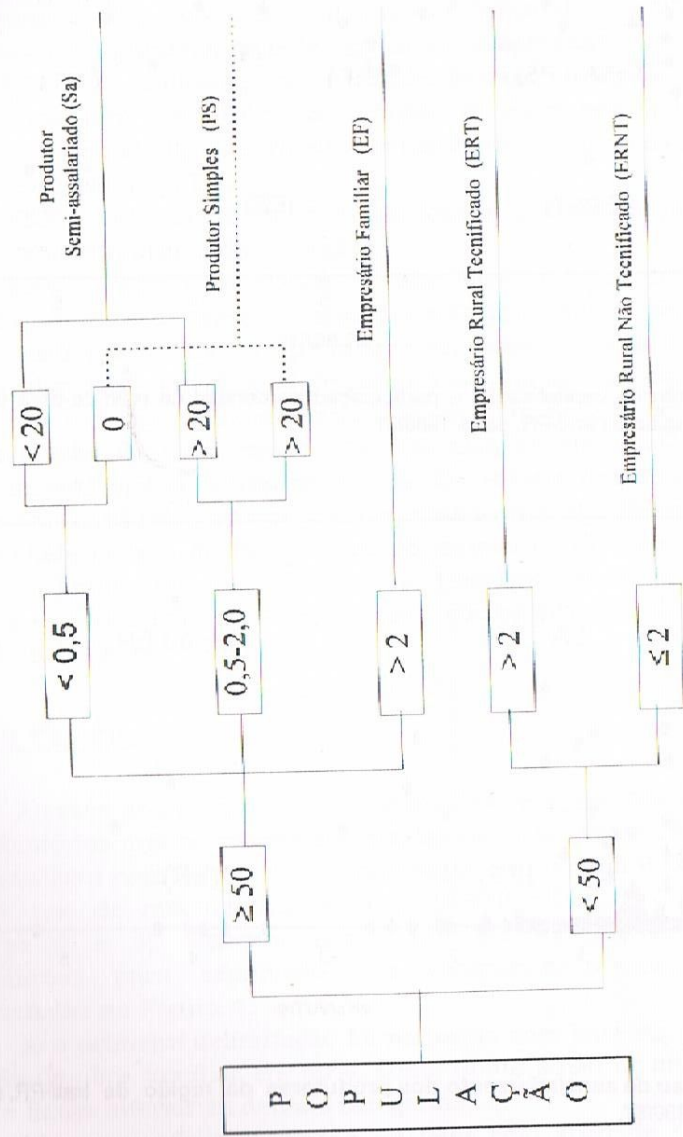 P
O
P
U
L
A
Ç
Ã
O
≥ 50
< 50
< 0,5
0,5-2,0
> 2
> 2
≤ 2
< 20
0
> 20
> 20
Produtor
Semi-assalariado (Sa)
Produtor Simples (PS)
Empresário Familiar (EF)
Empresário Rural Tecnificado (ERT)
Empresário Rural Não Tecnificado (ERNT)